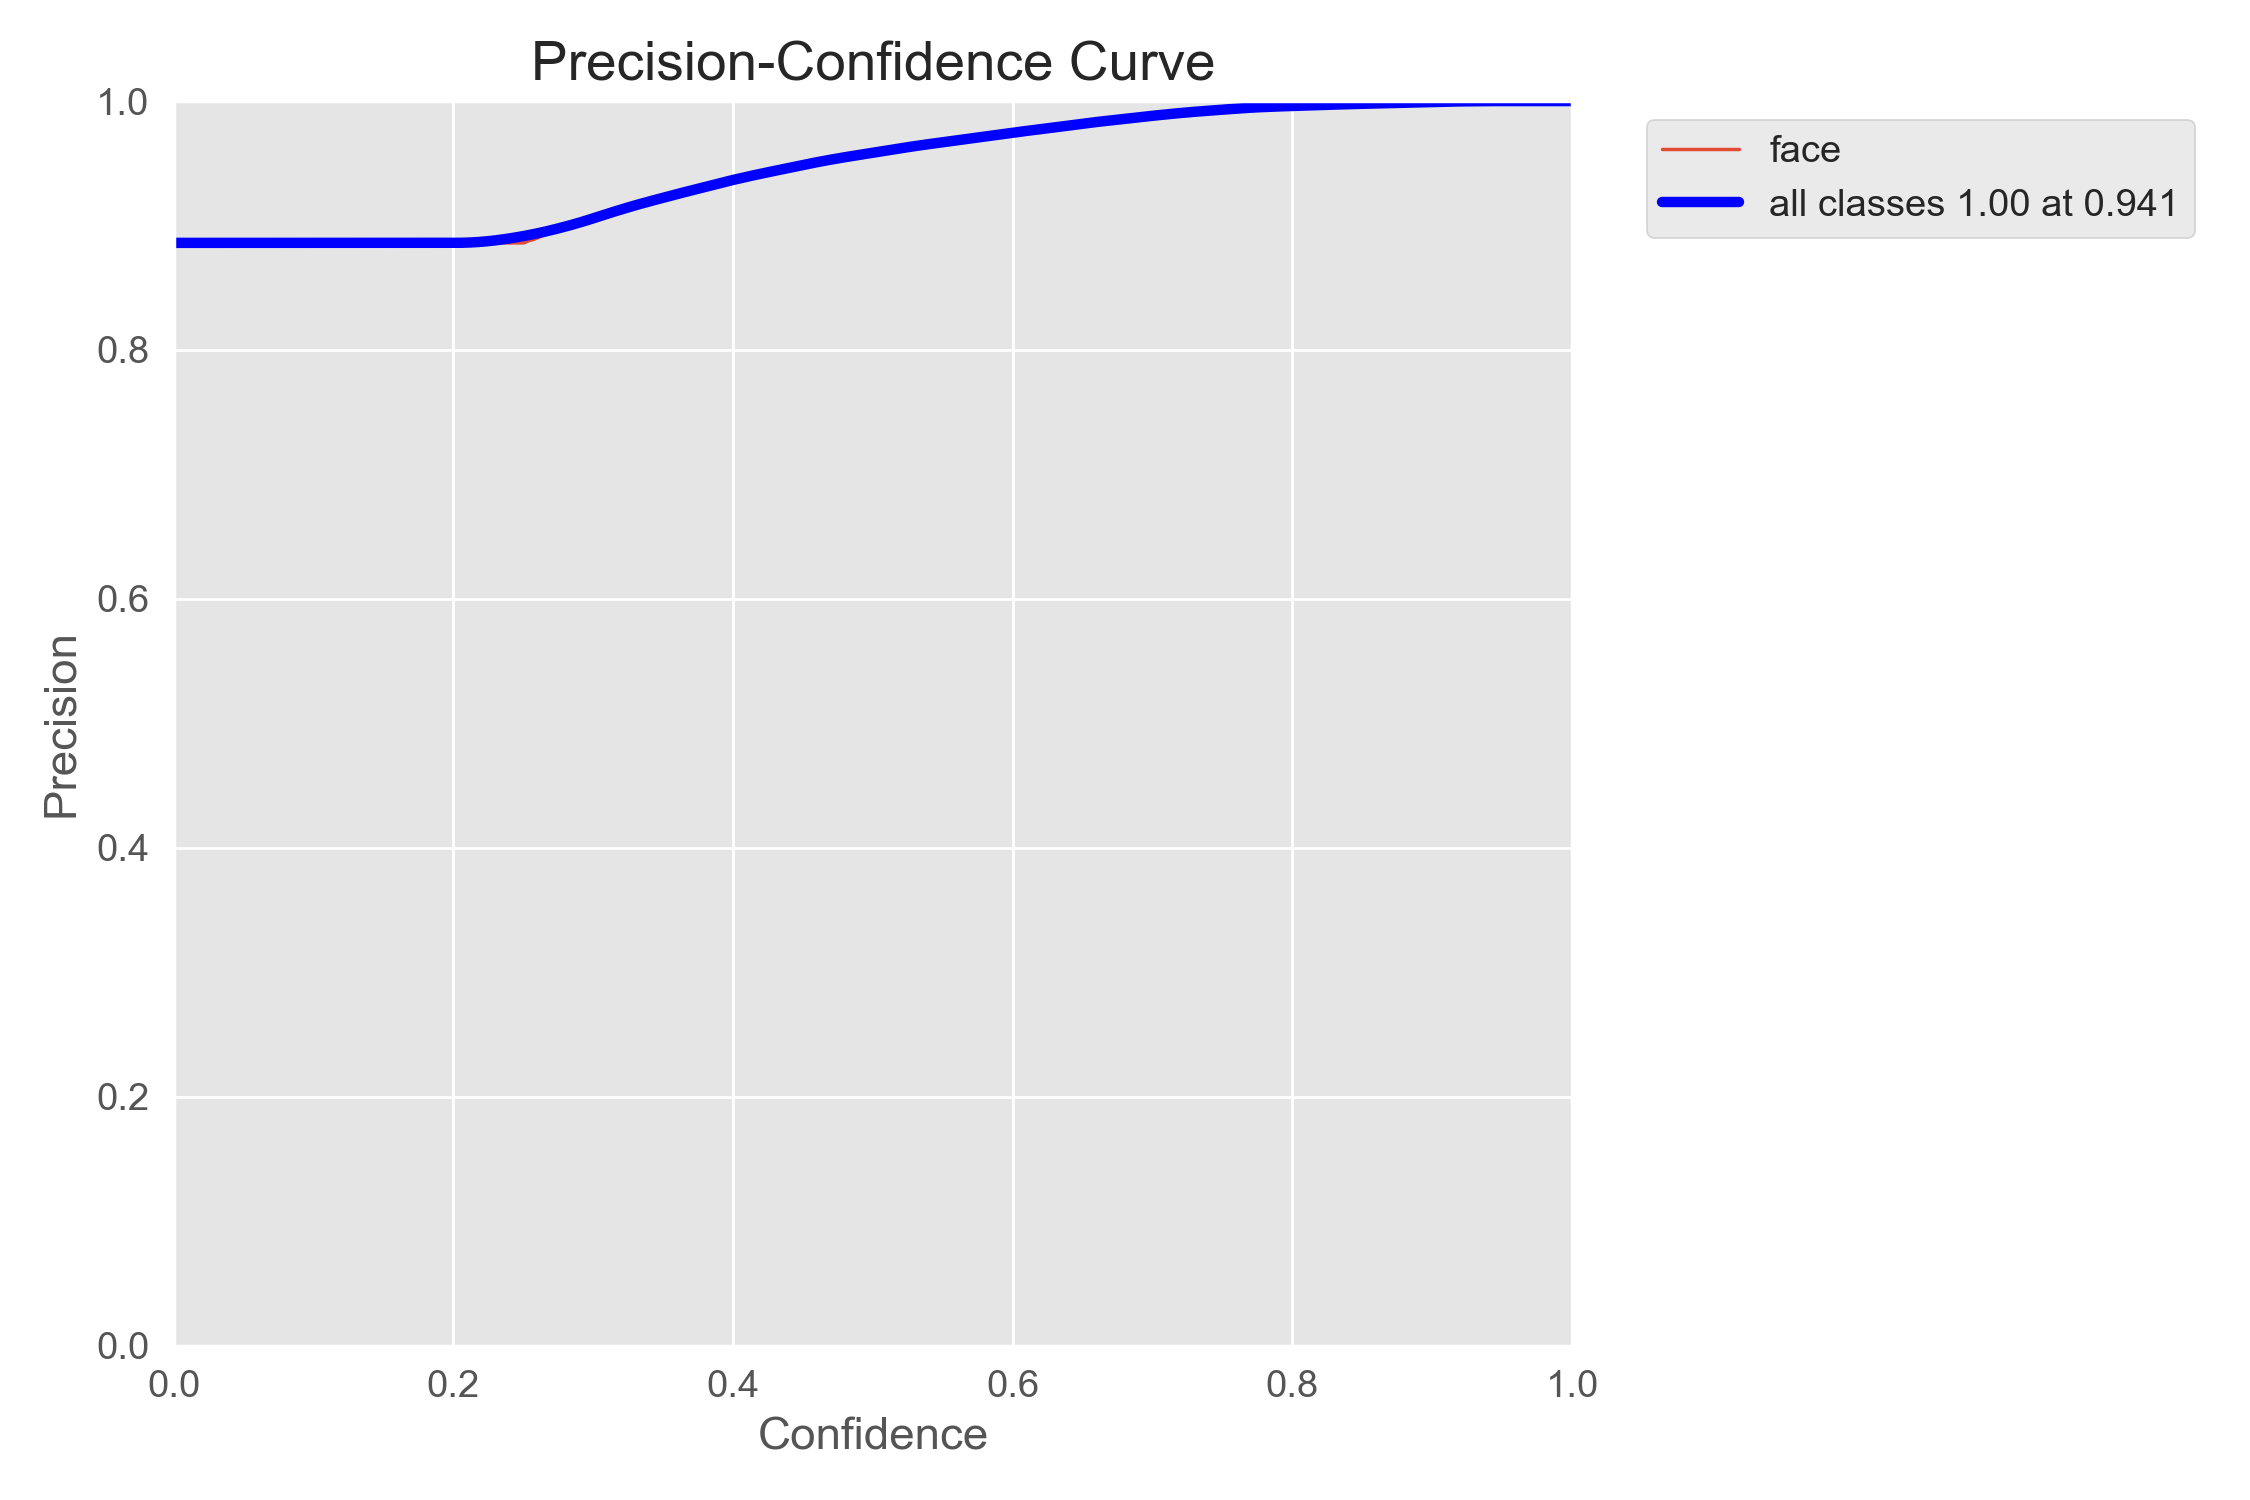 Precision-Confidence Curve
1.0
0.8
0.6
0.4
0.2
0.0
Precision
0.0 0.2 0.4 0.6 0.8 1.0
Confidence
face
all classes 1.00 at 0.941